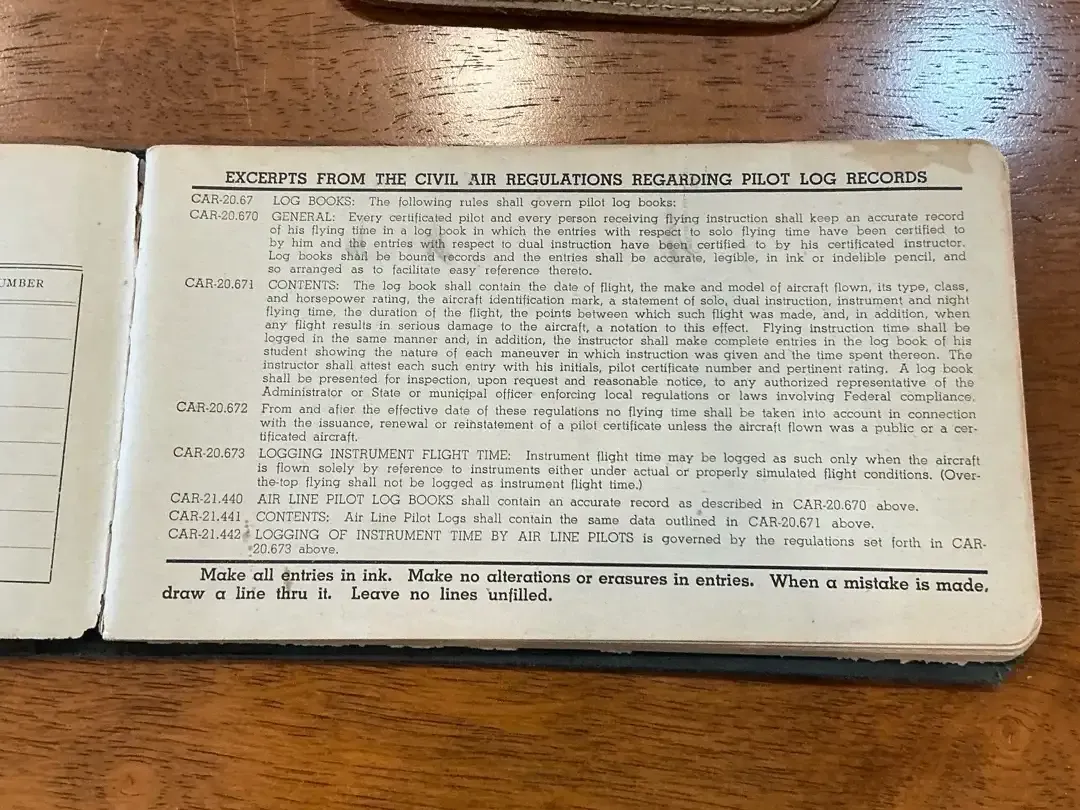 UMBER
EXCERPTS FROM THE CIVIL AIR REGULATIONS REGARDING PILOT LOG RECORDS
CAR-20.67 LOG BOOKS: The following rules shall govern pilot log books:
CAR-20.670 GENERAL: Every certificated pilot and every person receiving flying instruction shall keep an accurate record
of his flying time in a log book in which the entries with respect to solo flying time have been certified to
by him and the entries with respect to dual instruction have been certified to by his certificated instructor.
Log books shall be bound records and the entries shall be accurate, legible, in ink or indelible pencil, and
so arranged as to facilitate easy reference thereto.
CAR-20.671 CONTENTS: The log book shall contain the date of flight, the make and model of aircraft flown, its type, class,
and horsepower rating, the aircraft identification mark, a statement of solo, dual instruction, instrument and night
flying time, the duration of the flight, the points between which such flight was made, and, in addition, when
any flight results in serious damage to the aircraft, a notation to this effect. Flying instruction time shall be
logged in the same manner and, in addition, the instructor shall make complete entries in the log book of his
student showing the nature of each maneuver in which instruction was given and the time spent thereon. The
instructor shall attest each such entry with his initials, pilot certificate number and pertinent rating. A log book
shall be presented for inspection, upon request and reasonable notice, to any authorized representative of the
Administrator or State or municipal officer enforcing local regulations or laws involving Federal compliance.
CAR-20.672 From and after the effective date of these regulations no flying time shall be taken into account in connection
with the issuance, renewal or reinstatement of a pilot certificate unless the aircraft flown was a public or a cer-
tificated aircraft.
CAR-20.673 LOGGING INSTRUMENT FLIGHT TIME: Instrument flight time may be logged as such only when the aircraft
is flown solely by reference to instruments either under actual or properly simulated flight conditions. (Over-
the-top flying shall not be logged as instrument flight time.)
CAR-21.440 AIR LINE PILOT LOG BOOKS shall contain an accurate record as described in CAR-20.670 above.
CAR-21.441 CONTENTS: Air Line Pilot Logs shall contain the same data outlined in CAR-20.671 above.
CAR-21.442 LOGGING OF INSTRUMENT TIME BY AIR LINE PILOTS is governed by the regulations set forth in CAR-
20.673 above.
Make all entries in ink. Make no alterations or erasures in entries. When a mistake is made,
draw a line thru it. Leave no lines unfilled.